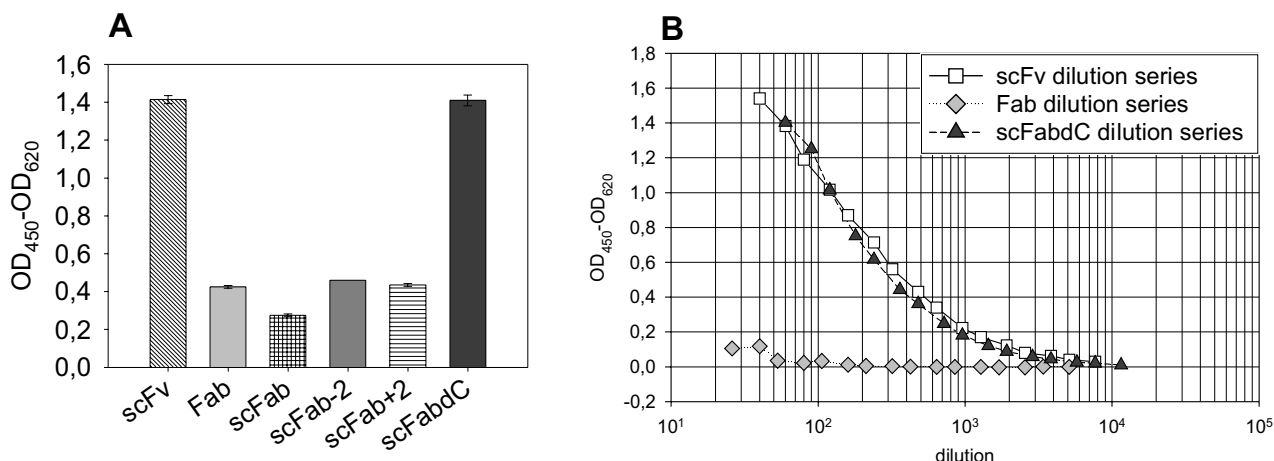 A
OD450-OD620
1,6
1,4
1,2
1,0
0,8
0,6
0,4
0,2
0,0
scFv
Fab
scFab
scFab-2
scFab+2
scFabdC
B
OD450-OD620
1,8
1,6
1,4
1,2
1,0
0,8
0,6
0,4
0,2
0,0
-0,2
scFv dilution series
Fab dilution series
scFabdC dilution series
10¹ 10² 10³ 10⁴ 10⁵
dilution